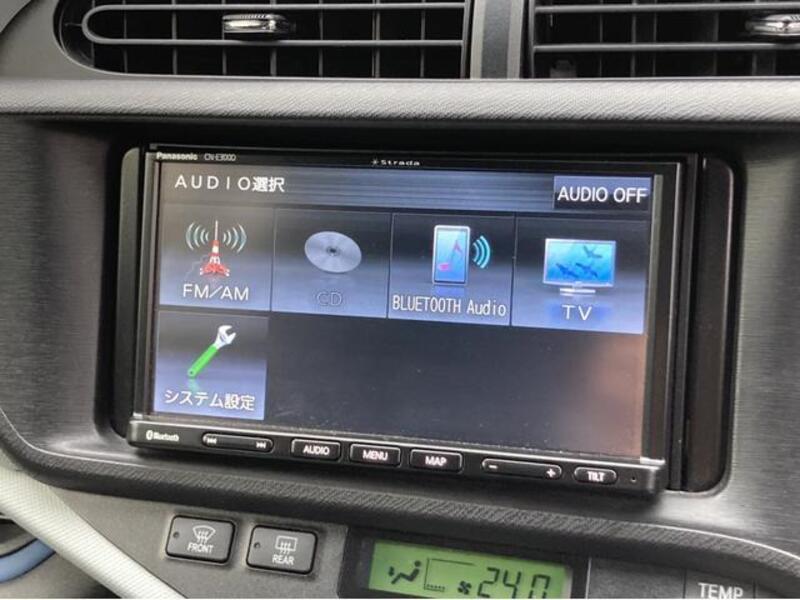 Panasonic CN-E300D
Strada
AUDIO選択
AUDIO OFF
FM/AM
CD
BLUETOOTH Audio
TV
システム設定
Bluetooth
AUDIO
MENU
MAP
− +
TILT
FRONT
REAR
24.0
TEMP